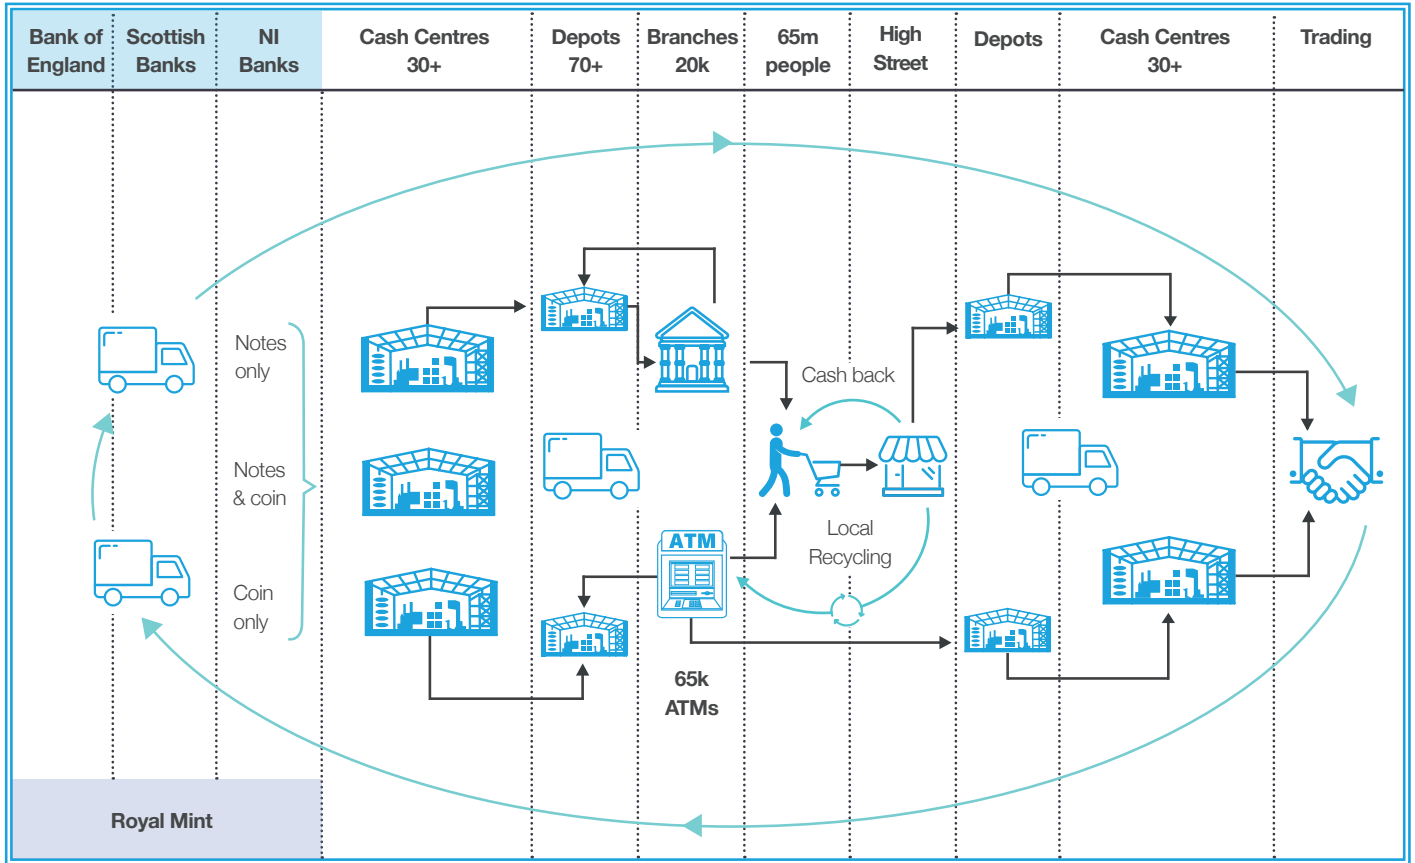 Bank of
England
Scottish
Banks
NI
Banks
Cash Centres
30+
Depots
70+
Branches
20k
65m
people
High
Street
Depots
Cash Centres
30+
Trading
Notes
only
Notes
& coin
Coin
only
Cash back
ATM
Local
Recycling
65k
ATMs
Royal Mint